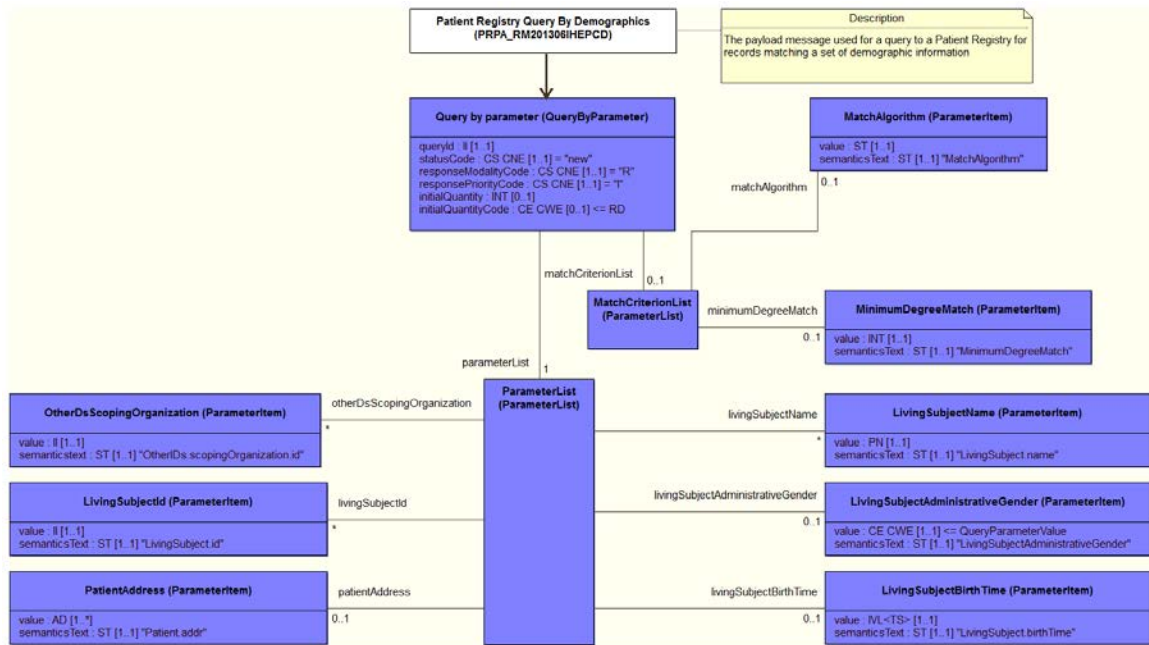 Patient Registry Query By Demographics
(PRPA_RM201306IHEPCD)
Description
The payload message used for a query to a Patient Registry for
records matching a set of demographic information
Query by parameter (QueryByParameter)
queryId : II [1..1]
statusCode : CS CNE [1..1] = "new"
responseModalityCode : CS CNE [1..1] = "R"
responsePriorityCode : CS CNE [1..1] = "I"
initialQuantity : INT [0..1]
initialQuantityCode : CE CWE [0..1] <= RD
MatchAlgorithm (ParameterItem)
value : ST [1..1]
semanticsText : ST [1..1] "MatchAlgorithm"
matchAlgorithm
0..1
matchCriterionList
0..1
MatchCriterionList
(ParameterList)
minimumDegreeMatch
0..1
MinimumDegreeMatch (ParameterItem)
value : INT [1..1]
semanticsText : ST [1..1] "MinimumDegreeMatch"
parameterList
1
ParameterList
(ParameterList)
OtherDsScopingOrganization (ParameterItem)
value : II [1..1]
semanticstext : ST [1..1] "OtherIDs.scopingOrganization.id"
otherDsScopingOrganization
*
livingSubjectName
*
LivingSubjectName (ParameterItem)
value : PN [1..1]
semanticsText : ST [1..1] "LivingSubject.name"
LivingSubjectId (ParameterItem)
value : II [1..1]
semanticsText : ST [1..1] "LivingSubject.id"
livingSubjectId
*
livingSubjectAdministrativeGender
0..1
LivingSubjectAdministrativeGender (ParameterItem)
value : CE CWE [1..1] <= QueryParameterValue
semanticsText : ST [1..1] "LivingSubjectAdministrativeGender"
PatientAddress (ParameterItem)
value : AD [1..*]
semanticsText : ST [1..1] "Patient.addr"
patientAddress
0..1
livingSubjectBirthTime
0..1
LivingSubjectBirthTime (ParameterItem)
value : IVL<TS> [1..1]
semanticsText : ST [1..1] "LivingSubject.birthTime"